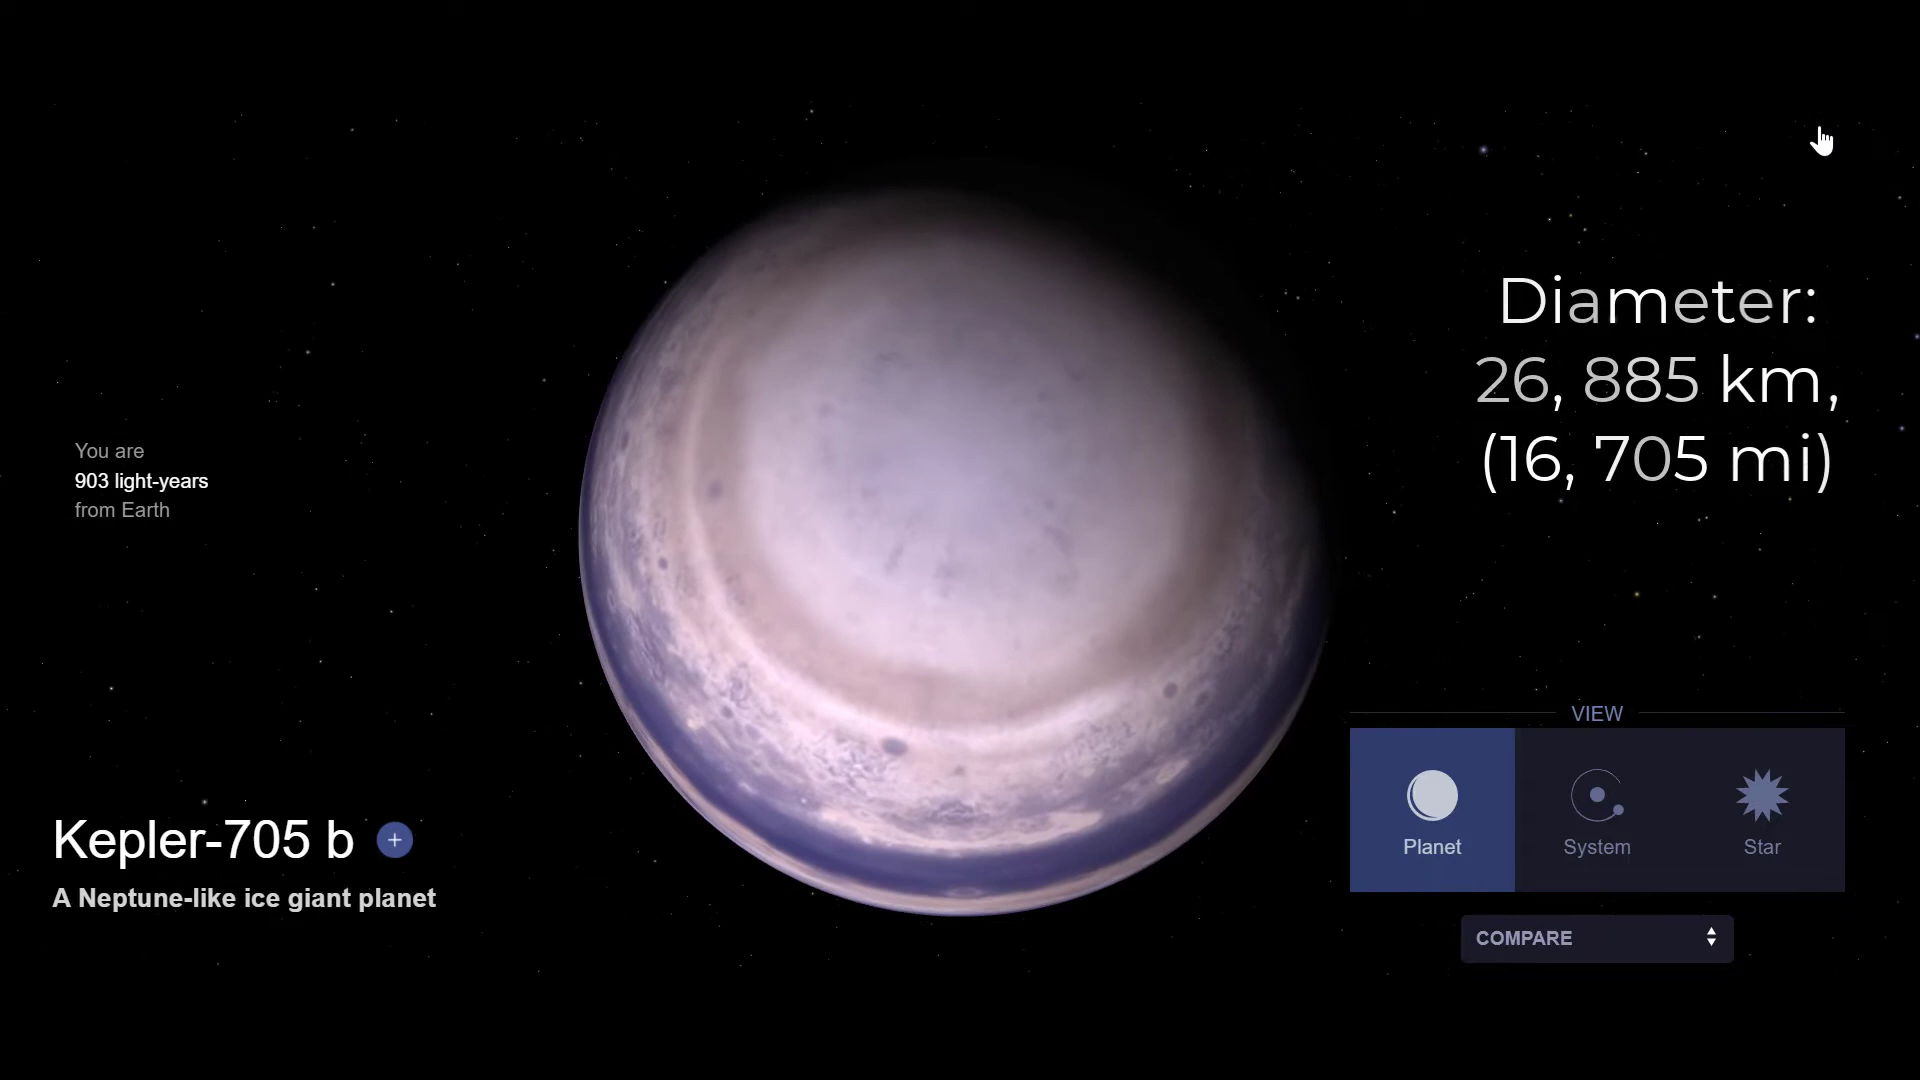 Diameter:
26, 885 km,
(16, 705 mi)
You are
903 light-years
from Earth
Kepler-705 b +
A Neptune-like ice giant planet
VIEW
Planet
System
Star
COMPARE